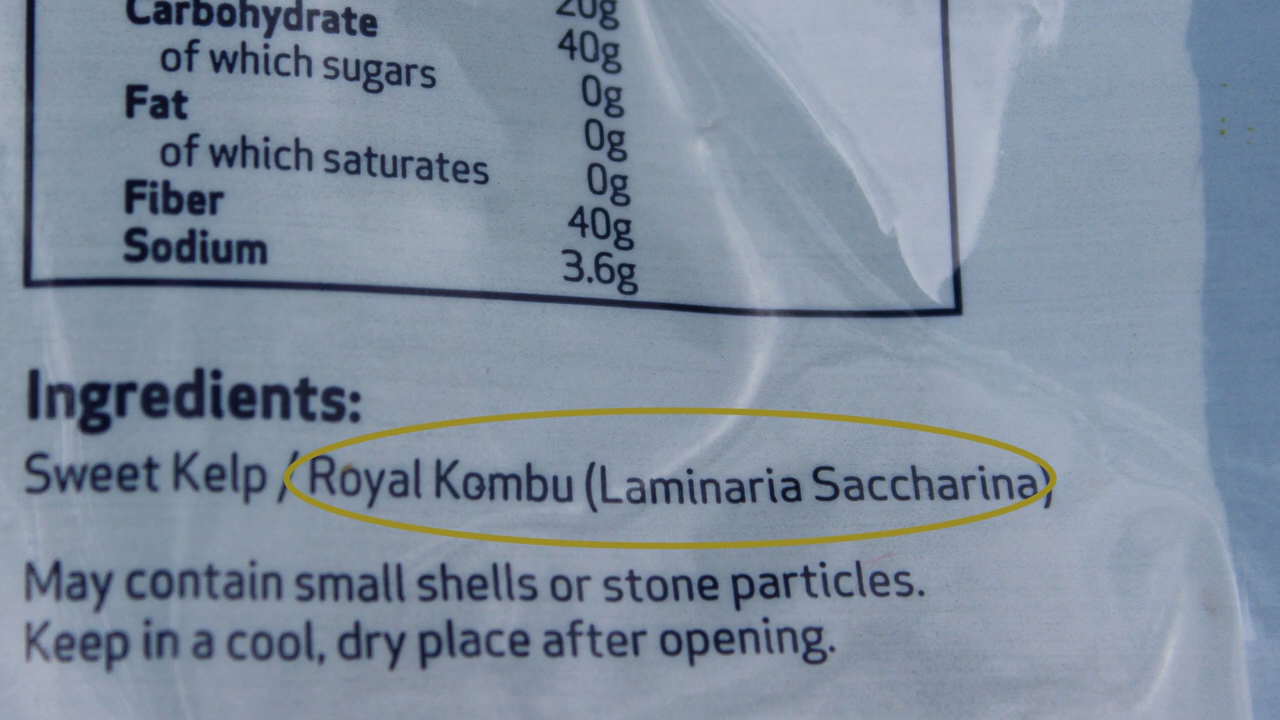 Carbohydrate 20g
of which sugars 40g
Fat 0g
of which saturates 0g
Fiber 0g
Sodium 40g
3.6g
Ingredients:
Sweet Kelp / Royal Kombu (Laminaria Saccharina)
May contain small shells or stone particles.
Keep in a cool, dry place after opening.